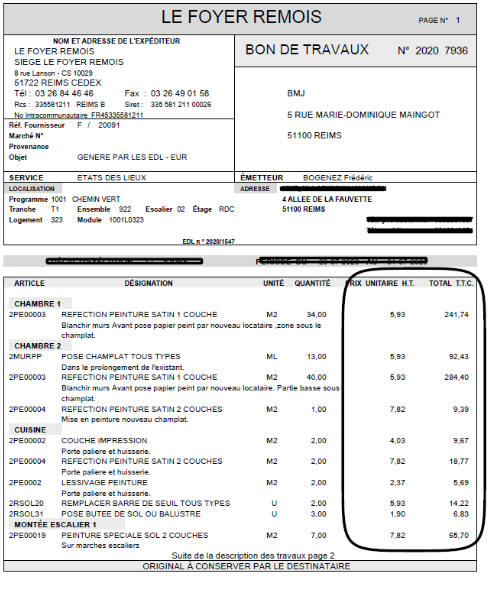 LE FOYER REMOIS PAGE N° 1
NOM ET ADRESSE DE L'EXPÉDITEUR
LE FOYER REMOIS
SIEGE LE FOYER REMOIS
8 rue Lanson - CS 10029
51722 REIMS CEDEX
Tél : 03 26 84 46 46 Fax : 03 26 49 01 58
Rcs : 335581211 REIMS B Siret : 335 581 211 00026
No Intracommunautaire FR45335581211
BON DE TRAVAUX N° 2020 7936
BMJ
5 RUE MARIE-DOMINIQUE MAINGOT
51100 REIMS
Réf. Fournisseur F / 20091
Marché N°
Provenance
Objet GENERE PAR LES EDL - EUR
SERVICE ETATS DES LIEUX
ÉMETTEUR BOGENEZ Frédéric
LOCALISATION
Programme 1001 CHEMIN VERT
Tranche T1 Ensemble 922 Escalier 02 Étage RDC
Logement 323 Module 1001L0323
ADRESSE
4 ALLEE DE LA FAUVETTE
51100 REIMS
EDL n ° 2020/1547
ARTICLE DÉSIGNATION UNITÉ QUANTITÉ PRIX UNITAIRE H.T. TOTAL T.T.C.
CHAMBRE 1
2PE00003 REFECTION PEINTURE SATIN 1 COUCHE M2 34,00 5,93 241,74
Blanchir murs Avant pose papier peint par nouveau locataire ,zone sous le
champlat.
CHAMBRE 2
2MURPP POSE CHAMPLAT TOUS TYPES ML 13,00 5,93 92,43
Dans le prolongement de l'existant.
2PE00003 REFECTION PEINTURE SATIN 1 COUCHE M2 40,00 5,93 284,40
Blanchir murs Avant pose papier peint par nouveau locataire. Partie basse sous
champlat.
2PE00004 REFECTION PEINTURE SATIN 2 COUCHES M2 1,00 7,82 9,39
Mise en peinture nouveau champlat.
CUISINE
2PE00002 COUCHE IMPRESSION M2 2,00 4,03 9,67
Porte paliere et huisserie.
2PE00004 REFECTION PEINTURE SATIN 2 COUCHES M2 2,00 7,82 18,77
Porte paliere et huisserie.
2PE0002 LESSIVAGE PEINTURE M2 2,00 2,37 5,69
Porte paliere et huisserie.
2RSOL20 REMPLACER BARRE DE SEUIL TOUS TYPES U 2,00 5,93 14,22
2RSOL31 POSE BUTEE DE SOL OU BALUSTRE U 3,00 1,90 6,83
MONTÉE ESCALIER 1
2PE00019 PEINTURE SPECIALE SOL 2 COUCHES M2 7,00 7,82 65,70
Sur marches escaliers
Suite de la description des travaux page 2
ORIGINAL À CONSERVER PAR LE DESTINATAIRE